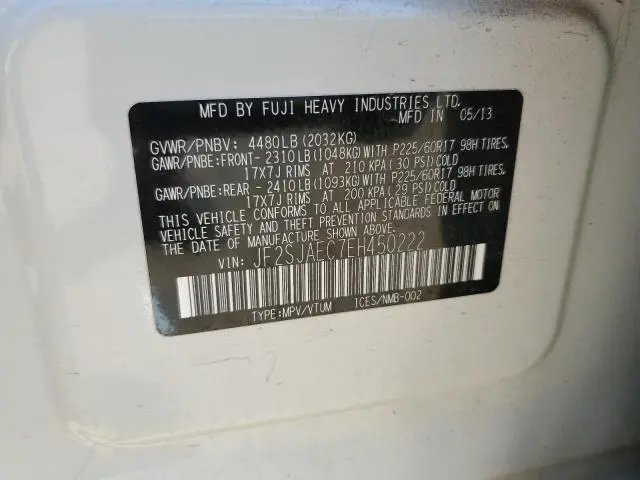 MFD BY FUJI HEAVY INDUSTRIES LTD.
MFD IN 05/13
GVWR/PNBV: 4480LB (2032KG)
GAWR/PNBE:FRONT- 2310LB (1048KG)WITH P225/60R17 98H TIRES,
17X7J RIMS AT 210 KPA (30 PSI)COLD
GAWR/PNBE:REAR - 2410LB (1093KG)WITH P225/60R17 98H TIRES,
17X7J RIMS AT 200 KPA (29 PSI)COLD
THIS VEHICLE CONFORMS TO ALL APPLICABLE FEDERAL MOTOR
VEHICLE SAFETY AND THEFT PREVENTION STANDARDS IN EFFECT ON
THE DATE OF MANUFACTURE SHOWN ABOVE.
VIN: JF2SJAEC7EH450222
TYPE:MPV/VTUM ICES/NMB-002